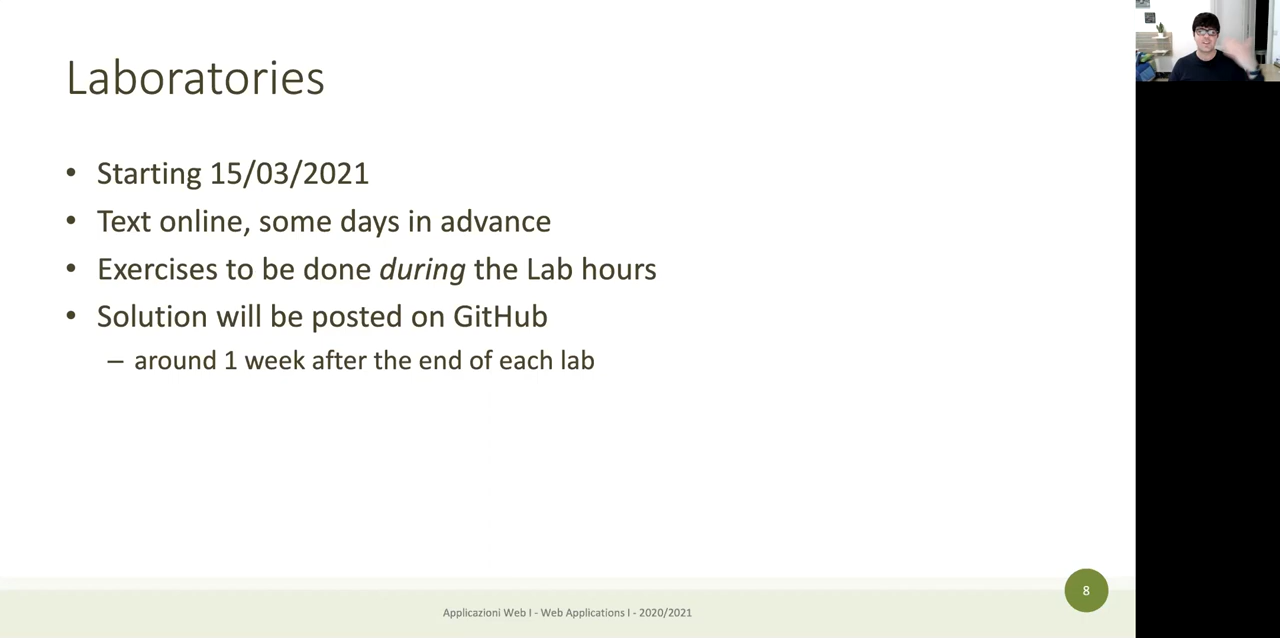 Laboratories
• Starting 15/03/2021
• Text online, some days in advance
• Exercises to be done during the Lab hours
• Solution will be posted on GitHub
– around 1 week after the end of each lab
Applicazioni Web I - Web Applications I - 2020/2021
8